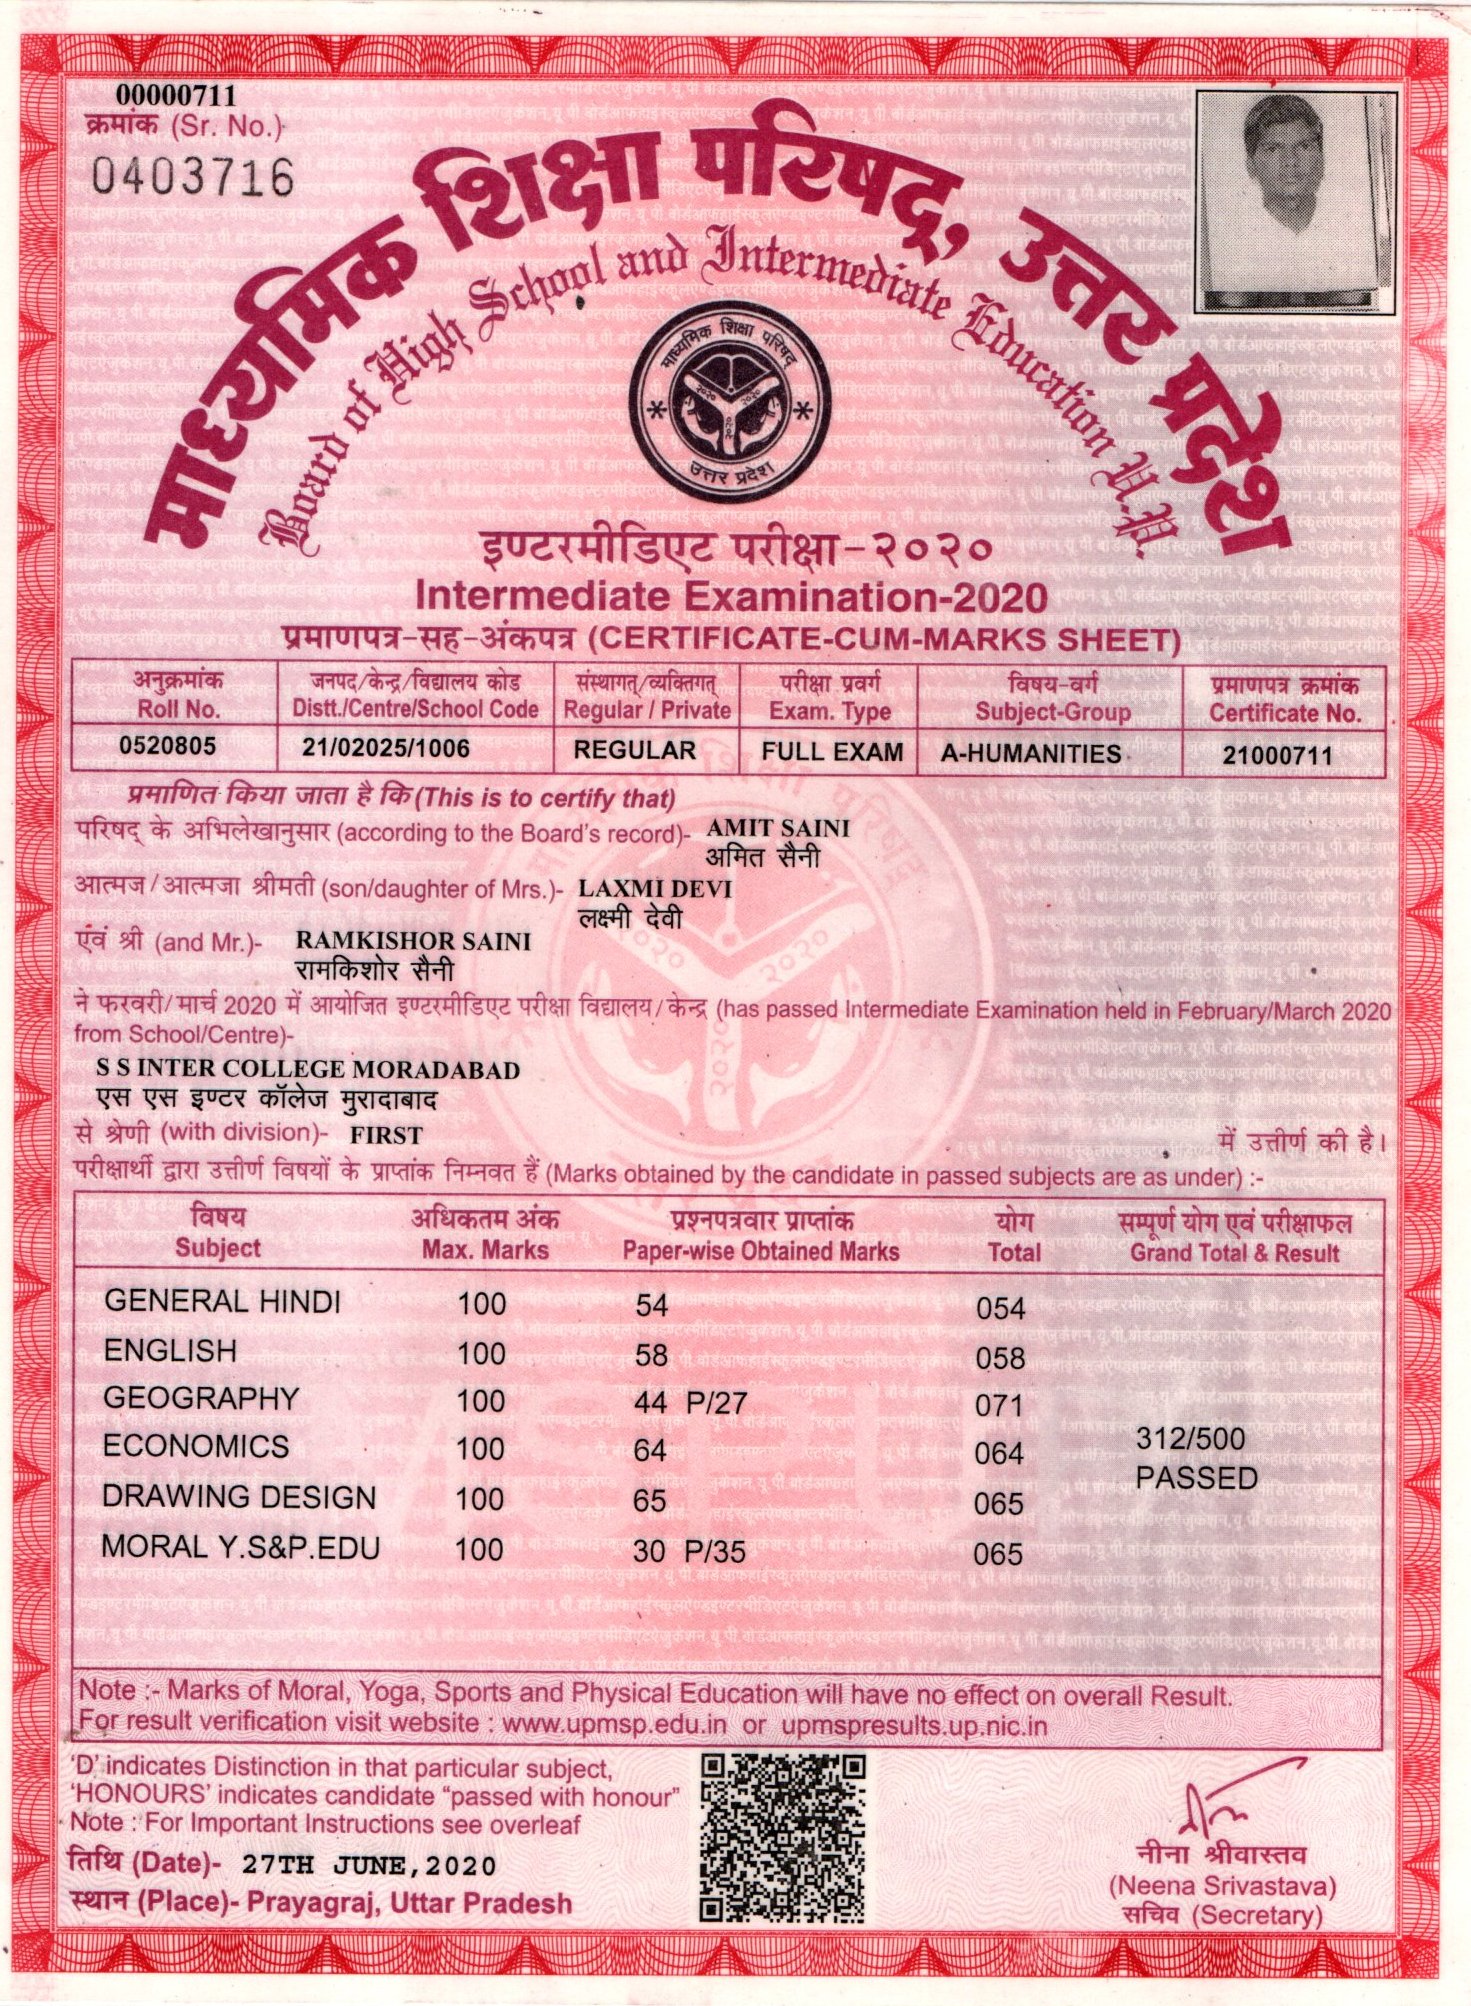 00000711
क्रमांक (Sr. No.)
0403716
माध्यमिक शिक्षा परिषद्, उत्तर प्रदेश
Board of High School and Intermediate Education U.P.
माध्यमिक शिक्षा परिषद्
२०२० २०२० २०२०
उत्तर प्रदेश
इण्टरमीडिएट परीक्षा-२०२०
Intermediate Examination-2020
प्रमाणपत्र-सह-अंकपत्र (CERTIFICATE-CUM-MARKS SHEET)
अनुक्रमांक जनपद/केन्द्र/विद्यालय कोड संस्थागत्/व्यक्तिगत् परीक्षा प्रवर्ग विषय-वर्ग प्रमाणपत्र क्रमांक
Roll No. Distt./Centre/School Code Regular / Private Exam. Type Subject-Group Certificate No.
0520805 21/02025/1006 REGULAR FULL EXAM A-HUMANITIES 21000711
प्रमाणित किया जाता है कि (This is to certify that)
परिषद् के अभिलेखानुसार (according to the Board's record)- AMIT SAINI
अमित सैनी
आत्मज/आत्मजा श्रीमती (son/daughter of Mrs.)- LAXMI DEVI
लक्ष्मी देवी
एवं श्री (and Mr.)- RAMKISHOR SAINI
रामकिशोर सैनी
ने फरवरी/मार्च 2020 में आयोजित इण्टरमीडिएट परीक्षा विद्यालय/केन्द्र (has passed Intermediate Examination held in February/March 2020
from School/Centre)-
S S INTER COLLEGE MORADABAD
एस एस इण्टर कॉलेज मुरादाबाद
से श्रेणी (with division)- FIRST में उत्तीर्ण की है।
परीक्षार्थी द्वारा उत्तीर्ण विषयों के प्राप्तांक निम्नवत हैं (Marks obtained by the candidate in passed subjects are as under) :-
विषय अधिकतम अंक प्रश्नपत्रवार प्राप्तांक योग सम्पूर्ण योग एवं परीक्षाफल
Subject Max. Marks Paper-wise Obtained Marks Total Grand Total & Result
GENERAL HINDI 100 54 054
ENGLISH 100 58 058
GEOGRAPHY 100 44 P/27 071
ECONOMICS 100 64 064 312/500
PASSED
DRAWING DESIGN 100 65 065
MORAL Y.S&P.EDU 100 30 P/35 065
Note :- Marks of Moral, Yoga, Sports and Physical Education will have no effect on overall Result.
For result verification visit website : www.upmsp.edu.in or upmspresults.up.nic.in
'D' indicates Distinction in that particular subject,
'HONOURS' indicates candidate "passed with honour"
Note : For Important Instructions see overleaf
तिथि (Date)- 27TH JUNE,2020
स्थान (Place)- Prayagraj, Uttar Pradesh
नीना श्रीवास्तव
(Neena Srivastava)
सचिव (Secretary)